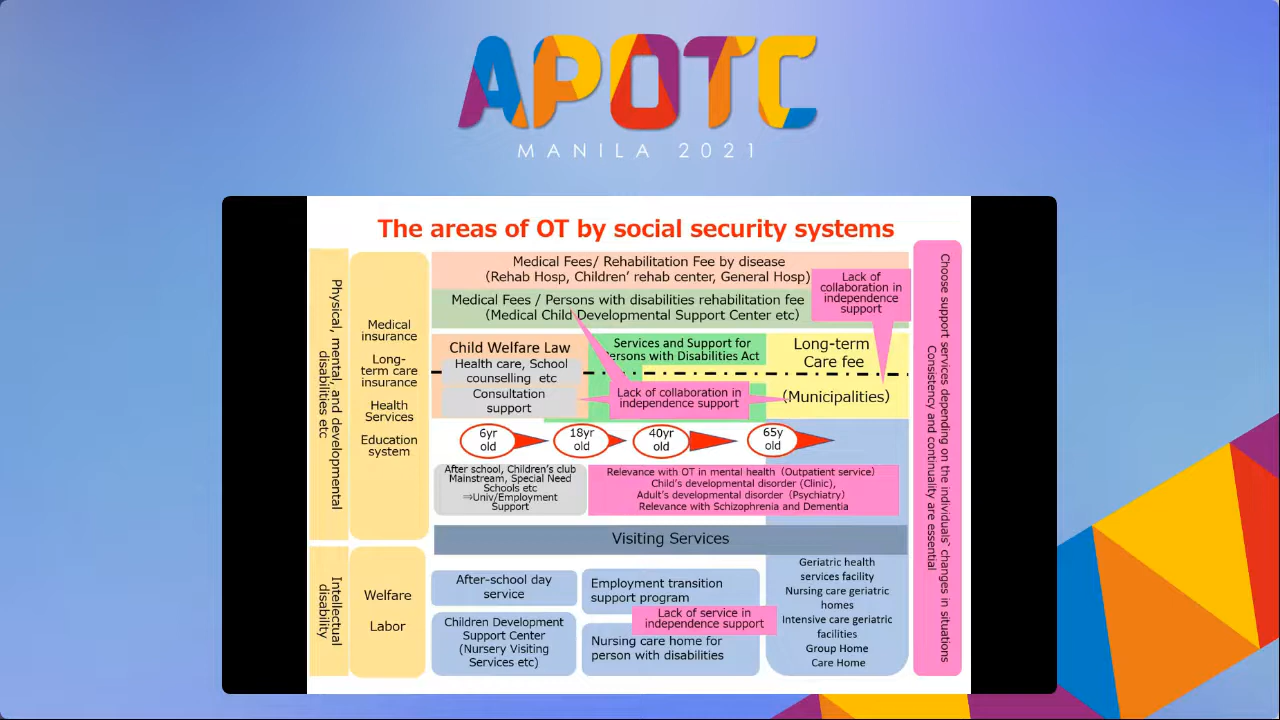 APOTC
MANILA 2021
The areas of OT by social security systems
Physical, mental, and developmental
disabilities etc
Medical
insurance
Long-
term care
insurance
Health
Services
Education
system
Medical Fees/ Rehabilitation Fee by disease
(Rehab Hosp, Children’ rehab center, General Hosp)
Medical Fees / Persons with disabilities rehabilitation fee
(Medical Child Developmental Support Center etc)
Lack of
collaboration in
independence
support
Child Welfare Law
Health care, School
counselling etc
Consultation
support
Services and Support for
Persons with Disabilities Act
Lack of collaboration in
independence support
Long-term
Care fee
(Municipalities)
6yr
old
18yr
old
40yr
old
65y
old
After school, Children’s club
Mainstream, Special Need
Schools etc
⇒Univ/Employment
Support
Relevance with OT in mental health (Outpatient service)
Child’s developmental disorder (Clinic),
Adult’s developmental disorder (Psychiatry)
Relevance with Schizophrenia and Dementia
Visiting Services
Intellectual
disability
Welfare
Labor
After-school day
service
Children Development
Support Center
(Nursery Visiting
Services etc)
Employment transition
support program
Lack of service in
independence support
Nursing care home for
person with disabilities
Geriatric health
services facility
Nursing care geriatric
homes
Intensive care geriatric
facilities
Group Home
Care Home
Choose support services depending on the individuals` changes in situations
Consistency and continuality are essential